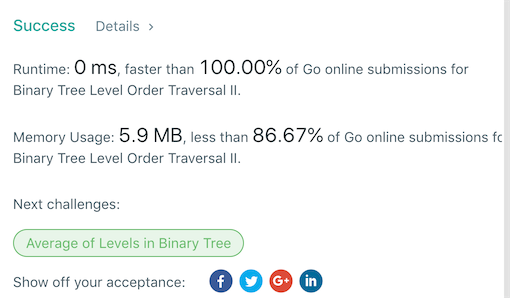 Success Details >
Runtime: 0 ms, faster than 100.00% of Go online submissions for
Binary Tree Level Order Traversal II.
Memory Usage: 5.9 MB, less than 86.67% of Go online submissions
Binary Tree Level Order Traversal II.
Next challenges:
Average of Levels in Binary Tree
Show off your acceptance: f G+ in